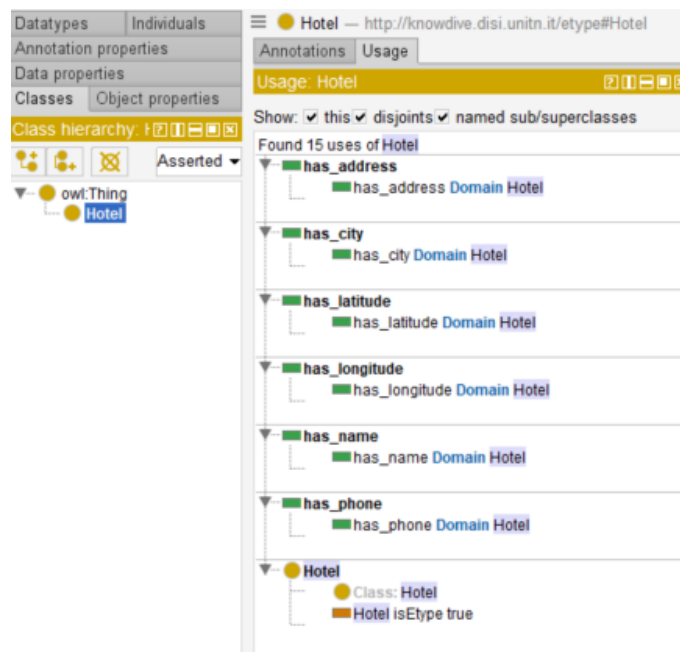 Datatypes Individuals
Annotation properties
Data properties
Classes Object properties
Class hierarchy: H
Asserted
owl:Thing
Hotel
Hotel — http://knowdive.disi.unitn.it/etype#Hotel
Annotations Usage
Usage: Hotel
Show: this disjoints named sub/superclasses
Found 15 uses of Hotel
has_address
has_address Domain Hotel
has_city
has_city Domain Hotel
has_latitude
has_latitude Domain Hotel
has_longitude
has_longitude Domain Hotel
has_name
has_name Domain Hotel
has_phone
has_phone Domain Hotel
Hotel
Class: Hotel
Hotel isEtype true